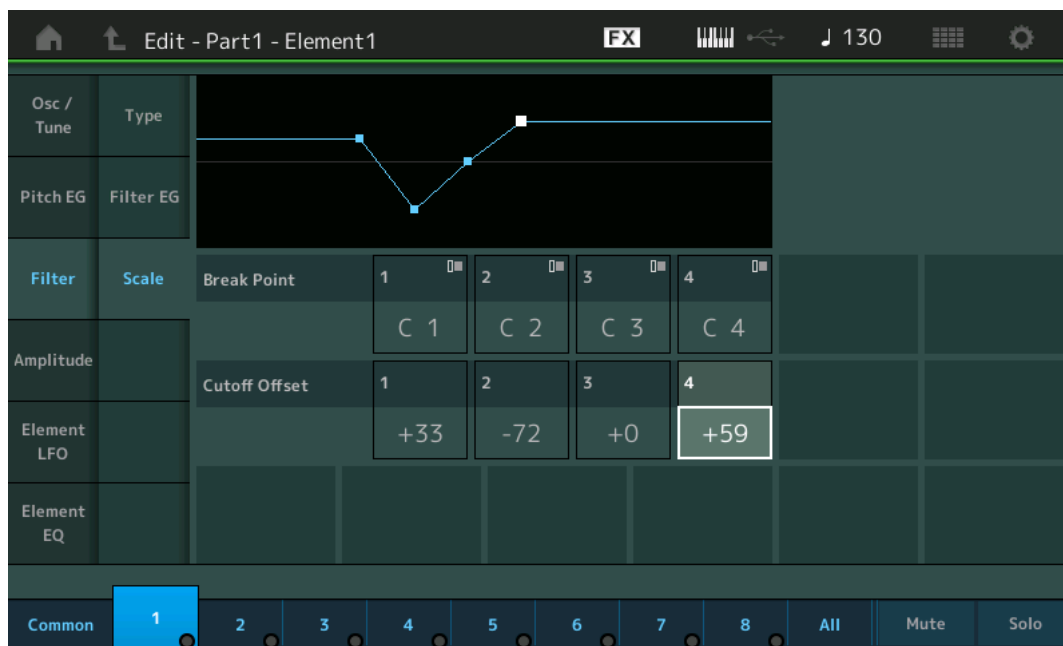 Edit - Part1 - Element1
FX
♩ 130
Osc /
Tune
Type
Pitch EG
Filter EG
Filter
Scale
Break Point
1
2
3
4
C 1
C 2
C 3
C 4
Amplitude
Cutoff Offset
1
2
3
4
+33
-72
+0
+59
Element
LFO
Element
EQ
Common
1
2
3
4
5
6
7
8
All
Mute
Solo